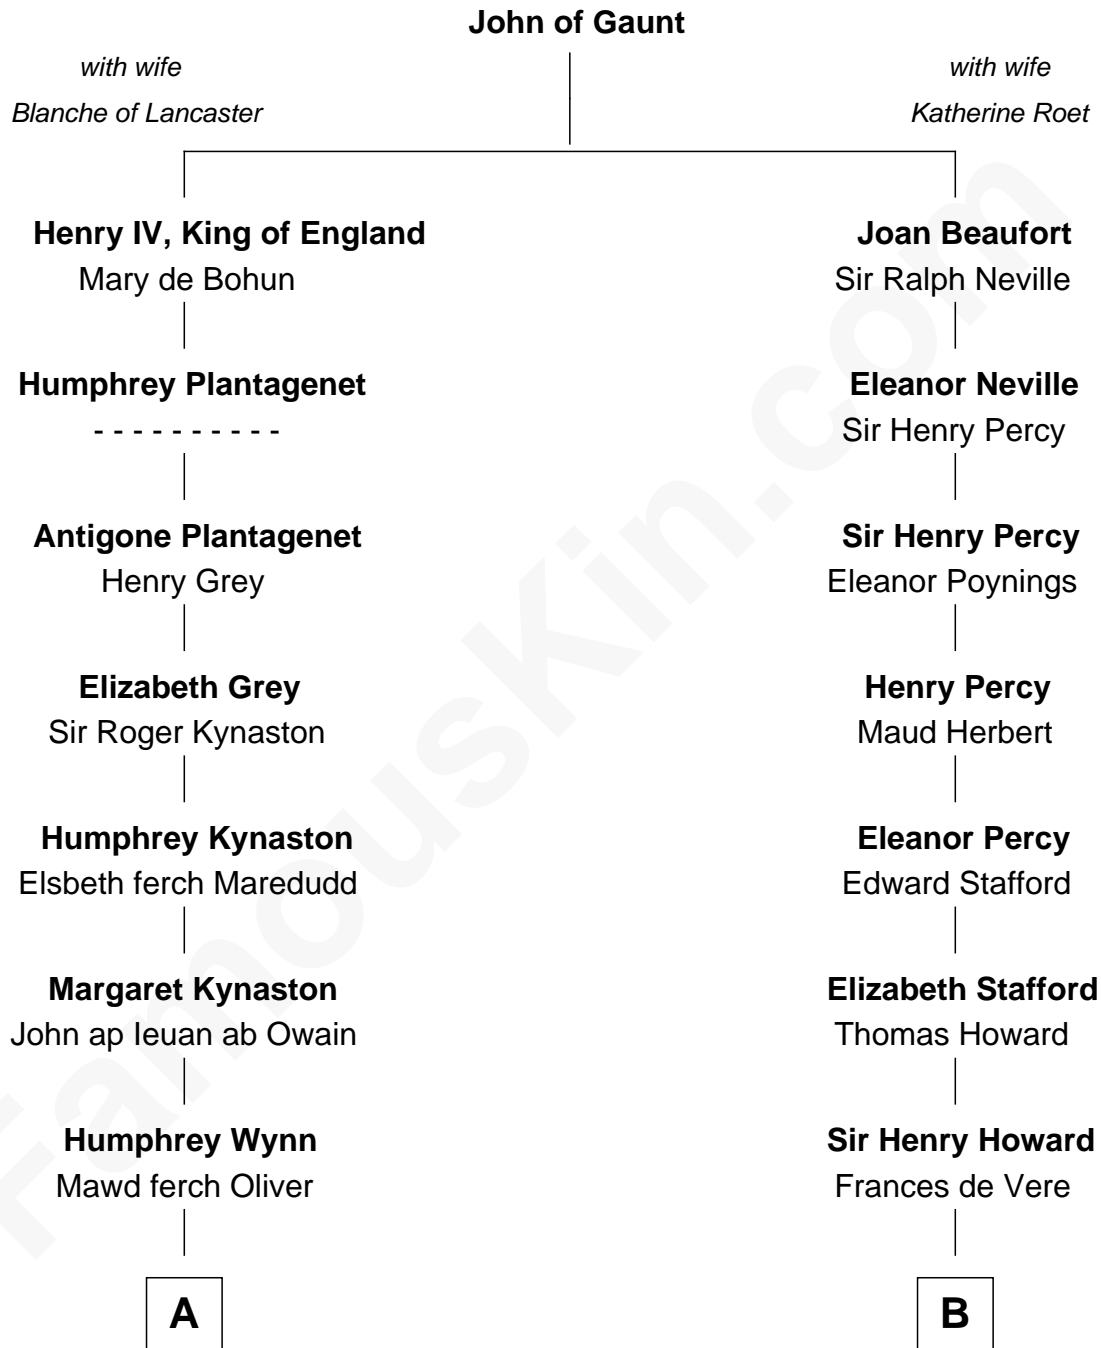 John of Gaunt
with wife
Blanche of Lancaster
with wife
Katherine Roet
Henry IV, King of England
Mary de Bohun
Joan Beaufort
Sir Ralph Neville
Humphrey Plantagenet
- - - - - - - - - -
Eleanor Neville
Sir Henry Percy
Antigone Plantagenet
Henry Grey
Sir Henry Percy
Eleanor Poynings
Elizabeth Grey
Sir Roger Kynaston
Henry Percy
Maud Herbert
Humphrey Kynaston
Elsbeth ferch Maredudd
Eleanor Percy
Edward Stafford
Margaret Kynaston
John ap Ieuan ab Owain
Elizabeth Stafford
Thomas Howard
Humphrey Wynn
Mawd ferch Oliver
Sir Henry Howard
Frances de Vere
A
B
FamousKin.com